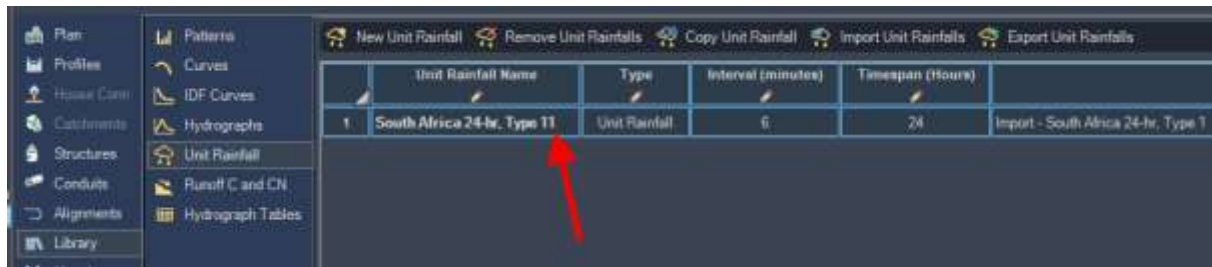 Plan
Profiles
House Conn
Catchments
Structures
Conduits
Alignments
Library
Patterns
Curves
IDF Curves
Hydrographs
Unit Rainfall
Runoff C and CN
Hydrograph Tables
New Unit Rainfall Remove Unit Rainfalls Copy Unit Rainfall Import Unit Rainfalls Export Unit Rainfalls
Unit Rainfall Name Type Interval (minutes) Timespan (Hours)
1 South Africa 24-hr, Type 11 Unit Rainfall 6 24 Import - South Africa 24-hr, Type 1